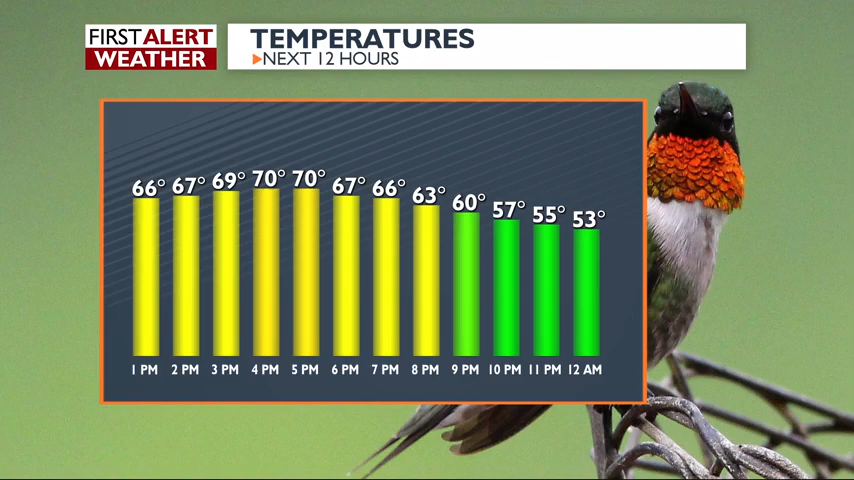 FIRST ALERT
WEATHER
TEMPERATURES
NEXT 12 HOURS
66° 67° 69° 70° 70° 67° 66° 63° 60° 57° 55° 53°
1 PM 2 PM 3 PM 4 PM 5 PM 6 PM 7 PM 8 PM 9 PM 10 PM 11 PM 12 AM